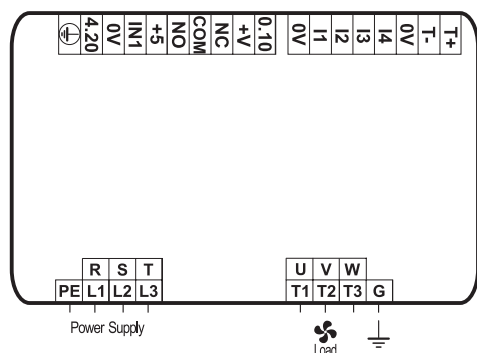 4.20 0V IN1 +5 NO COM NC +V 0.10 0V I1 I2 I3 I4 0V T- T+
R S T U V W
PE L1 L2 L3 T1 T2 T3 G
Power Supply
Load